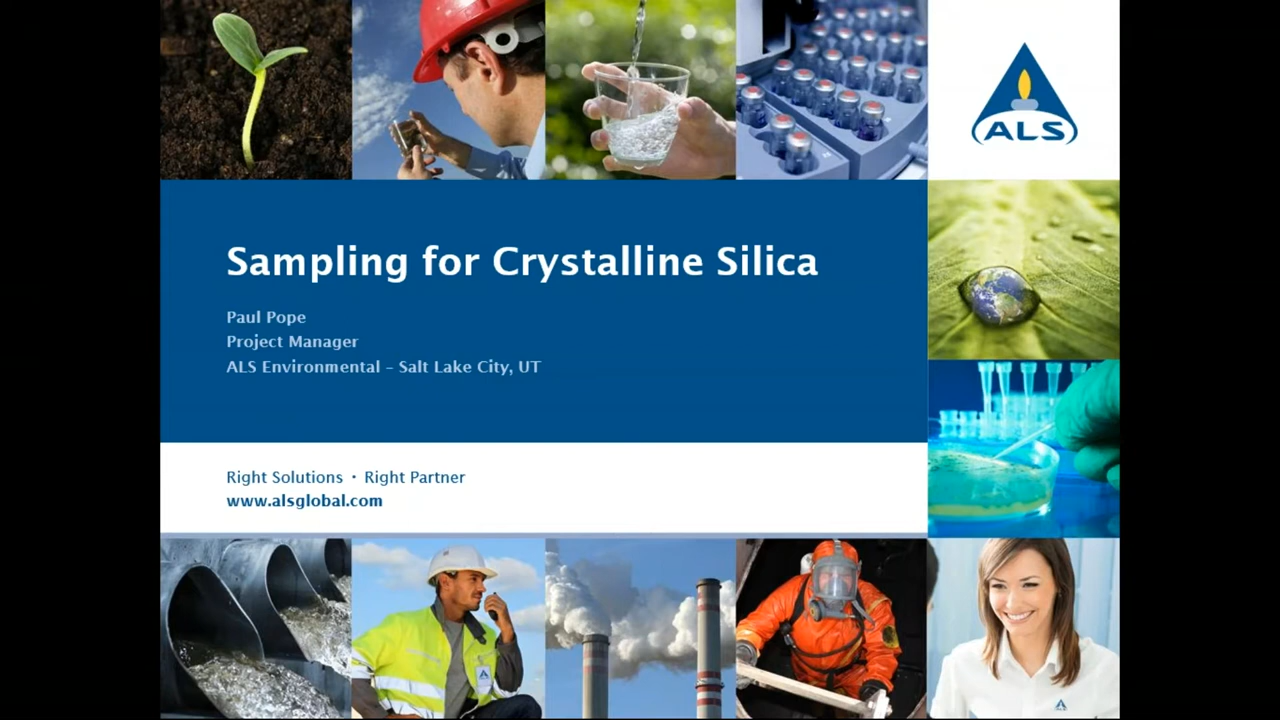 ALS
Sampling for Crystalline Silica
Paul Pope
Project Manager
ALS Environmental – Salt Lake City, UT
Right Solutions · Right Partner
www.alsglobal.com